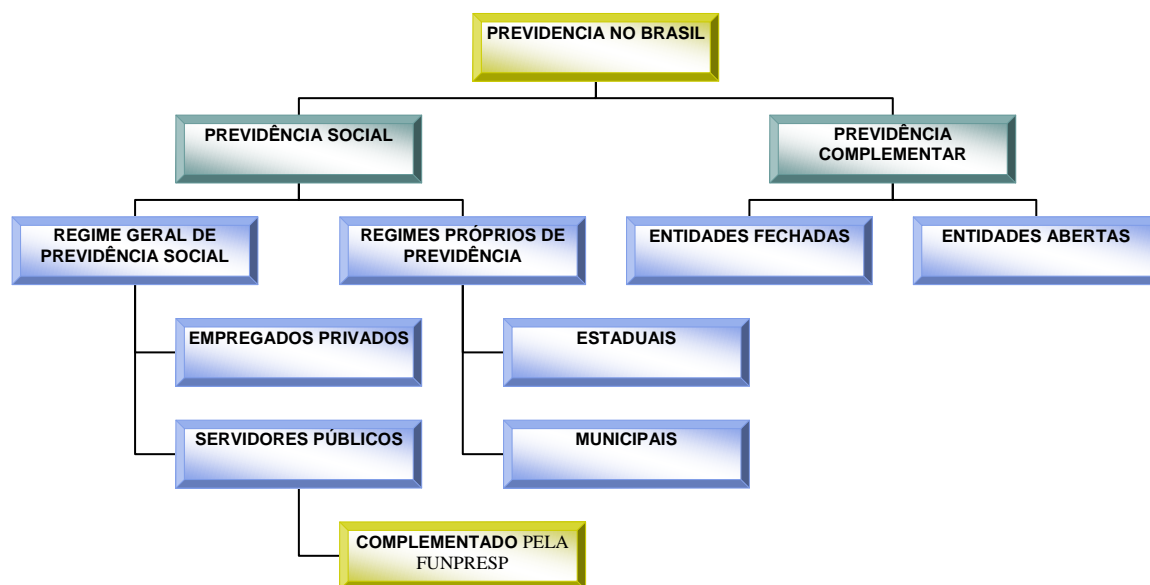 PREVIDENCIA NO BRASIL
PREVIDÊNCIA SOCIAL
PREVIDÊNCIA
COMPLEMENTAR
REGIME GERAL DE
PREVIDÊNCIA SOCIAL
REGIMES PRÓPRIOS DE
PREVIDÊNCIA
ENTIDADES FECHADAS
ENTIDADES ABERTAS
EMPREGADOS PRIVADOS
ESTADUAIS
SERVIDORES PÚBLICOS
MUNICIPAIS
COMPLEMENTADO PELA
FUNPRESP